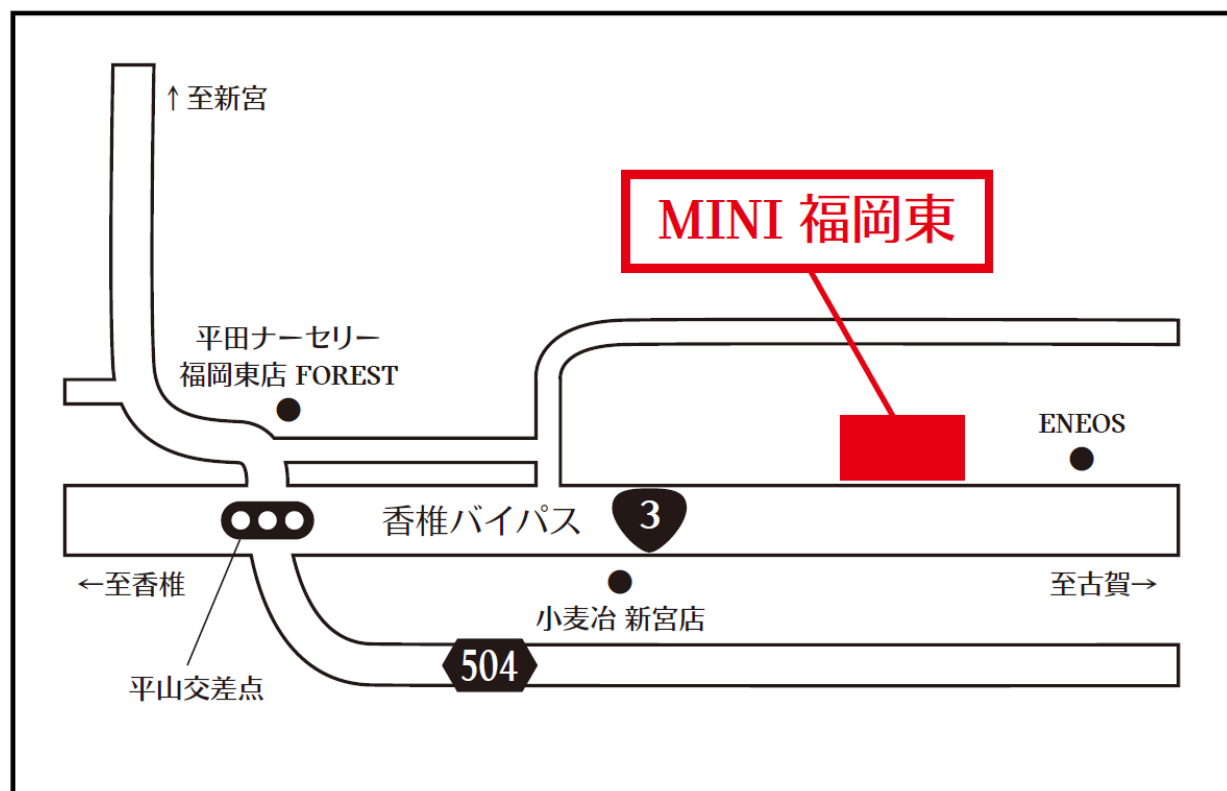 ↑至新宮
MINI 福岡東
平田ナーセリー
福岡東店 FOREST
ENEOS
香椎バイパス
3
←至香椎
至古賀→
小麦冶 新宮店
504
平山交差点